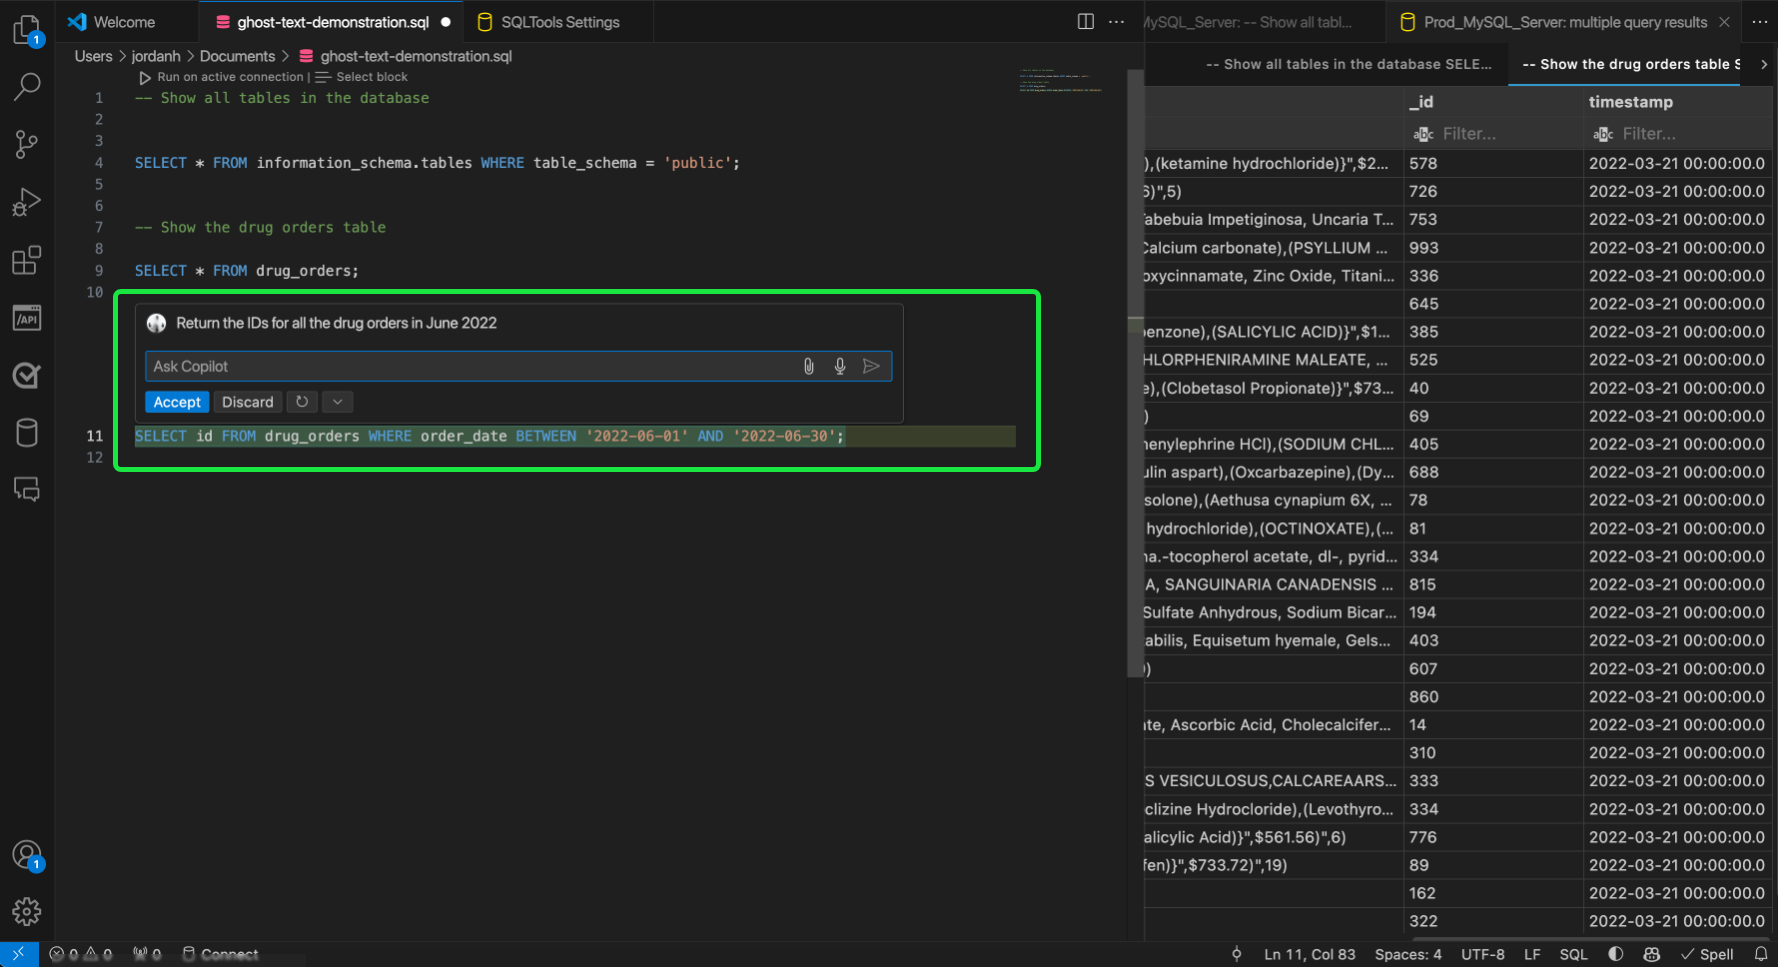 Welcome
ghost-text-demonstration.sql
SQLTools Settings
MySQL_Server: -- Show all tabl...
Prod_MySQL_Server: multiple query results
Users > jordanh > Documents > ghost-text-demonstration.sql
-- Show all tables in the database SELE...
-- Show the drug orders table S
Run on active connection | Select block
1 -- Show all tables in the database
2
3
4 SELECT * FROM information_schema.tables WHERE table_schema = 'public';
5
6
7 -- Show the drug orders table
8
9 SELECT * FROM drug_orders;
10
Return the IDs for all the drug orders in June 2022
Ask Copilot
Accept Discard
11 SELECT id FROM drug_orders WHERE order_date BETWEEN '2022-06-01' AND '2022-06-30';
12
/API
1
1
_id timestamp
abc Filter... abc Filter...
),(ketamine hydrochloride)}",$2... 578 2022-03-21 00:00:00.0
6)",5) 726 2022-03-21 00:00:00.0
Tabebuia Impetiginosa, Uncaria T... 753 2022-03-21 00:00:00.0
Calcium carbonate),(PSYLLIUM ... 993 2022-03-21 00:00:00.0
oxycinnamate, Zinc Oxide, Titani... 336 2022-03-21 00:00:00.0
645 2022-03-21 00:00:00.0
benzone),(SALICYLIC ACID)}",$1... 385 2022-03-21 00:00:00.0
HLORPHENIRAMINE MALEATE, ... 525 2022-03-21 00:00:00.0
e),(Clobetasol Propionate)}",$73... 40 2022-03-21 00:00:00.0
) 69 2022-03-21 00:00:00.0
henylephrine HCl),(SODIUM CHL... 405 2022-03-21 00:00:00.0
ulin aspart),(Oxcarbazepine),(Dy... 688 2022-03-21 00:00:00.0
solone),(Aethusa cynapium 6X, ... 78 2022-03-21 00:00:00.0
hydrochloride),(OCTINOXATE),(... 81 2022-03-21 00:00:00.0
na.-tocopherol acetate, dl-, pyrid... 334 2022-03-21 00:00:00.0
A, SANGUINARIA CANADENSIS ... 815 2022-03-21 00:00:00.0
Sulfate Anhydrous, Sodium Bicar... 194 2022-03-21 00:00:00.0
abilis, Equisetum hyemale, Gels... 403 2022-03-21 00:00:00.0
)) 607 2022-03-21 00:00:00.0
860 2022-03-21 00:00:00.0
ate, Ascorbic Acid, Cholecalcifer... 14 2022-03-21 00:00:00.0
310 2022-03-21 00:00:00.0
S VESICULOSUS,CALCAREAARS... 333 2022-03-21 00:00:00.0
clizine Hydrocloride),(Levothyro... 334 2022-03-21 00:00:00.0
alicylic Acid)}",$561.56)",6) 776 2022-03-21 00:00:00.0
fen)}",$733.72)",19) 89 2022-03-21 00:00:00.0
162 2022-03-21 00:00:00.0
322 2022-03-21 00:00:00.0
0 0 0 Connect
Ln 11, Col 83 Spaces: 4 UTF-8 LF SQL Spell